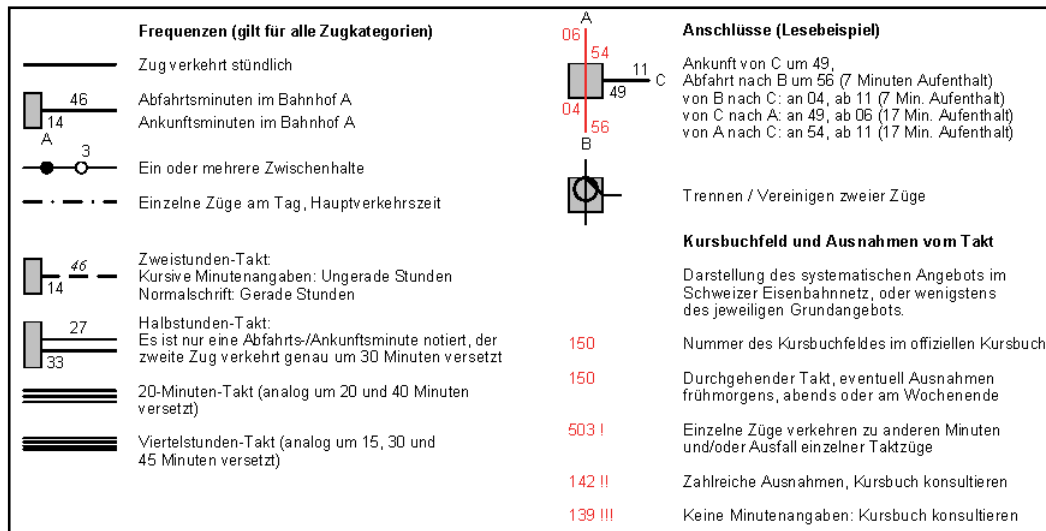 Frequenzen (gilt für alle Zugkategorien)
Zug verkehrt stündlich
46
14
A
Abfahrtsminuten im Bahnhof A
Ankunftsminuten im Bahnhof A
3
Ein oder mehrere Zwischenhalte
Einzelne Züge am Tag, Hauptverkehrszeit
46
14
Zweistunden-Takt:
Kursive Minutenangaben: Ungerade Stunden
Normalschrift: Gerade Stunden
27
33
Halbstunden-Takt:
Es ist nur eine Abfahrts-/Ankunftsminute notiert, der
zweite Zug verkehrt genau um 30 Minuten versetzt
20-Minuten-Takt (analog um 20 und 40 Minuten
versetzt)
Viertelstunden-Takt (analog um 15, 30 und
45 Minuten versetzt)
A
06
54
11
C
49
04
56
B
Anschlüsse (Lesebeispiel)
Ankunft von C um 49,
Abfahrt nach B um 56 (7 Minuten Aufenthalt)
von B nach C: an 04, ab 11 (7 Min. Aufenthalt)
von C nach A: an 49, ab 06 (17 Min. Aufenthalt)
von A nach C: an 54, ab 11 (17 Min. Aufenthalt)
Trennen / Vereinigen zweier Züge
Kursbuchfeld und Ausnahmen vom Takt
Darstellung des systematischen Angebots im
Schweizer Eisenbahnnetz, oder wenigstens
des jeweiligen Grundangebots.
150
Nummer des Kursbuchfeldes im offiziellen Kursbuch
150
Durchgehender Takt, eventuell Ausnahmen
frühmorgens, abends oder am Wochenende
503 !
Einzelne Züge verkehren zu anderen Minuten
und/oder Ausfall einzelner Taktzüge
142 !!
Zahlreiche Ausnahmen, Kursbuch konsultieren
139 !!!
Keine Minutenangaben: Kursbuch konsultieren